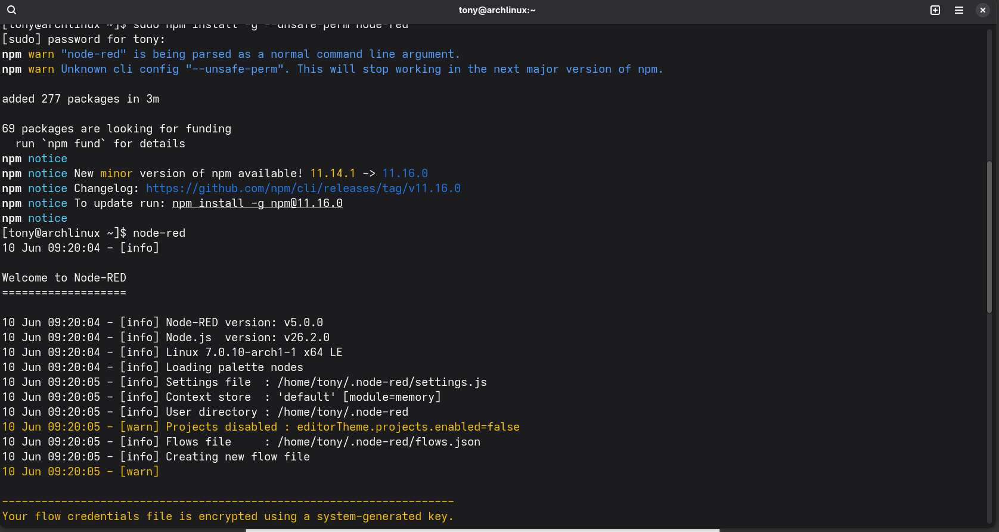 tony@archlinux:~
[tony@archlinux ~]$ sudo npm install -g --unsafe-perm node-red
[sudo] password for tony:
npm warn "node-red" is being parsed as a normal command line argument.
npm warn Unknown cli config "--unsafe-perm". This will stop working in the next major version of npm.
added 277 packages in 3m
69 packages are looking for funding
  run `npm fund` for details
npm notice
npm notice New minor version of npm available! 11.14.1 -> 11.16.0
npm notice Changelog: https://github.com/npm/cli/releases/tag/v11.16.0
npm notice To update run: npm install -g npm@11.16.0
npm notice
[tony@archlinux ~]$ node-red
10 Jun 09:20:04 - [info]
Welcome to Node-RED
===================
10 Jun 09:20:04 - [info] Node-RED version: v5.0.0
10 Jun 09:20:04 - [info] Node.js  version: v26.2.0
10 Jun 09:20:04 - [info] Linux 7.0.10-arch1-1 x64 LE
10 Jun 09:20:04 - [info] Loading palette nodes
10 Jun 09:20:05 - [info] Settings file  : /home/tony/.node-red/settings.js
10 Jun 09:20:05 - [info] Context store  : 'default' [module=memory]
10 Jun 09:20:05 - [info] User directory : /home/tony/.node-red
10 Jun 09:20:05 - [warn] Projects disabled : editorTheme.projects.enabled=false
10 Jun 09:20:05 - [info] Flows file     : /home/tony/.node-red/flows.json
10 Jun 09:20:05 - [info] Creating new flow file
10 Jun 09:20:05 - [warn]
---------------------------------------------------------------------
Your flow credentials file is encrypted using a system-generated key.